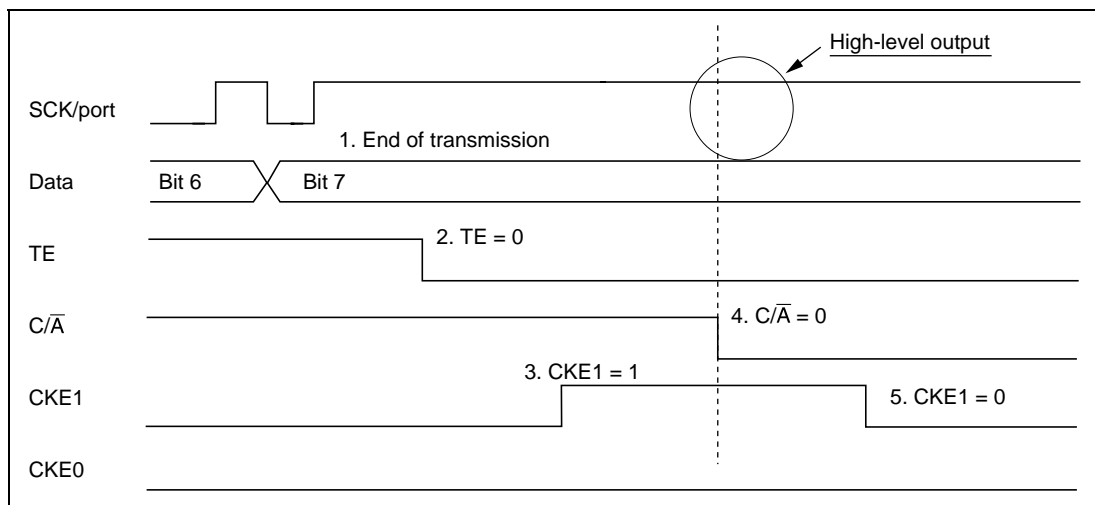 High-level output
SCK/port
1. End of transmission
Data
Bit 6
Bit 7
TE
2. TE = 0
C/A̅
4. C/A̅ = 0
3. CKE1 = 1
CKE1
5. CKE1 = 0
CKE0